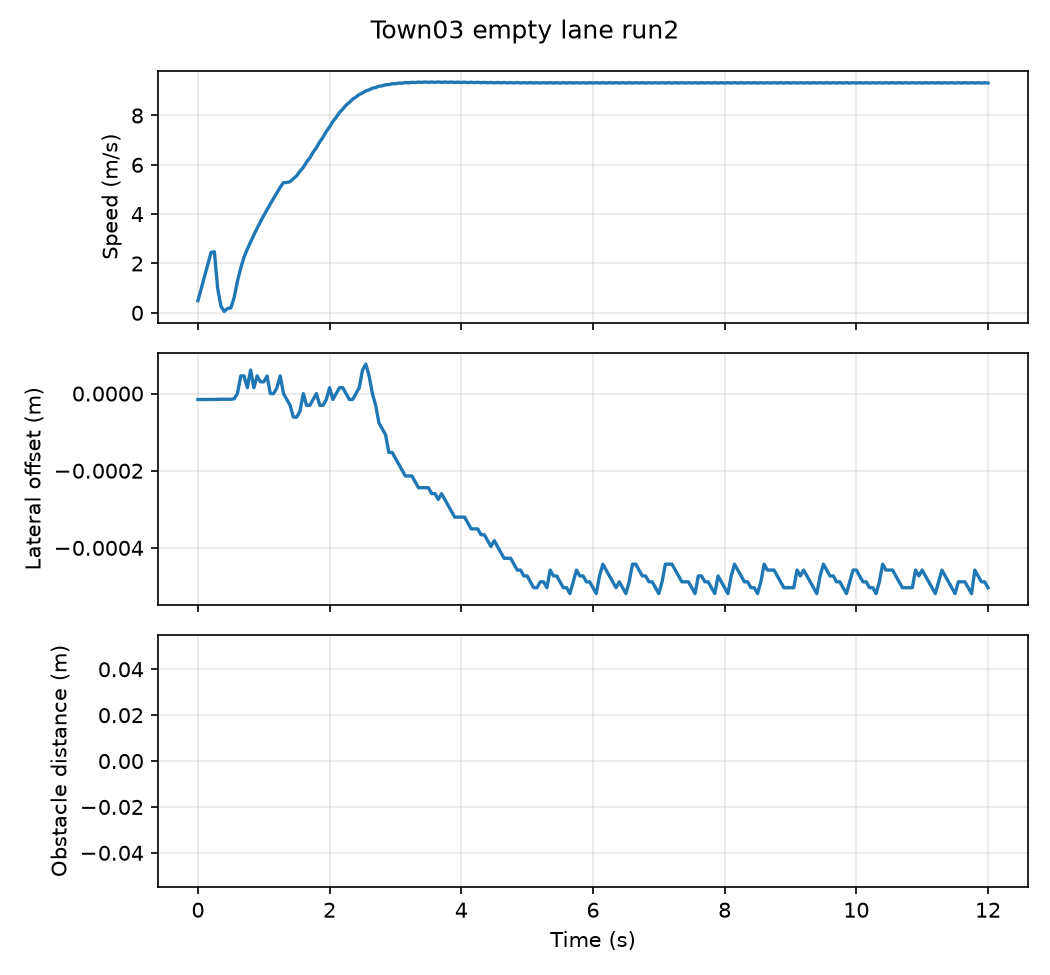 Town03 empty lane run2
Speed (m/s)
8
6
4
2
0
Lateral offset (m)
0.0000
−0.0002
−0.0004
Obstacle distance (m)
0.04
0.02
0.00
−0.02
−0.04
0 2 4 6 8 10 12
Time (s)